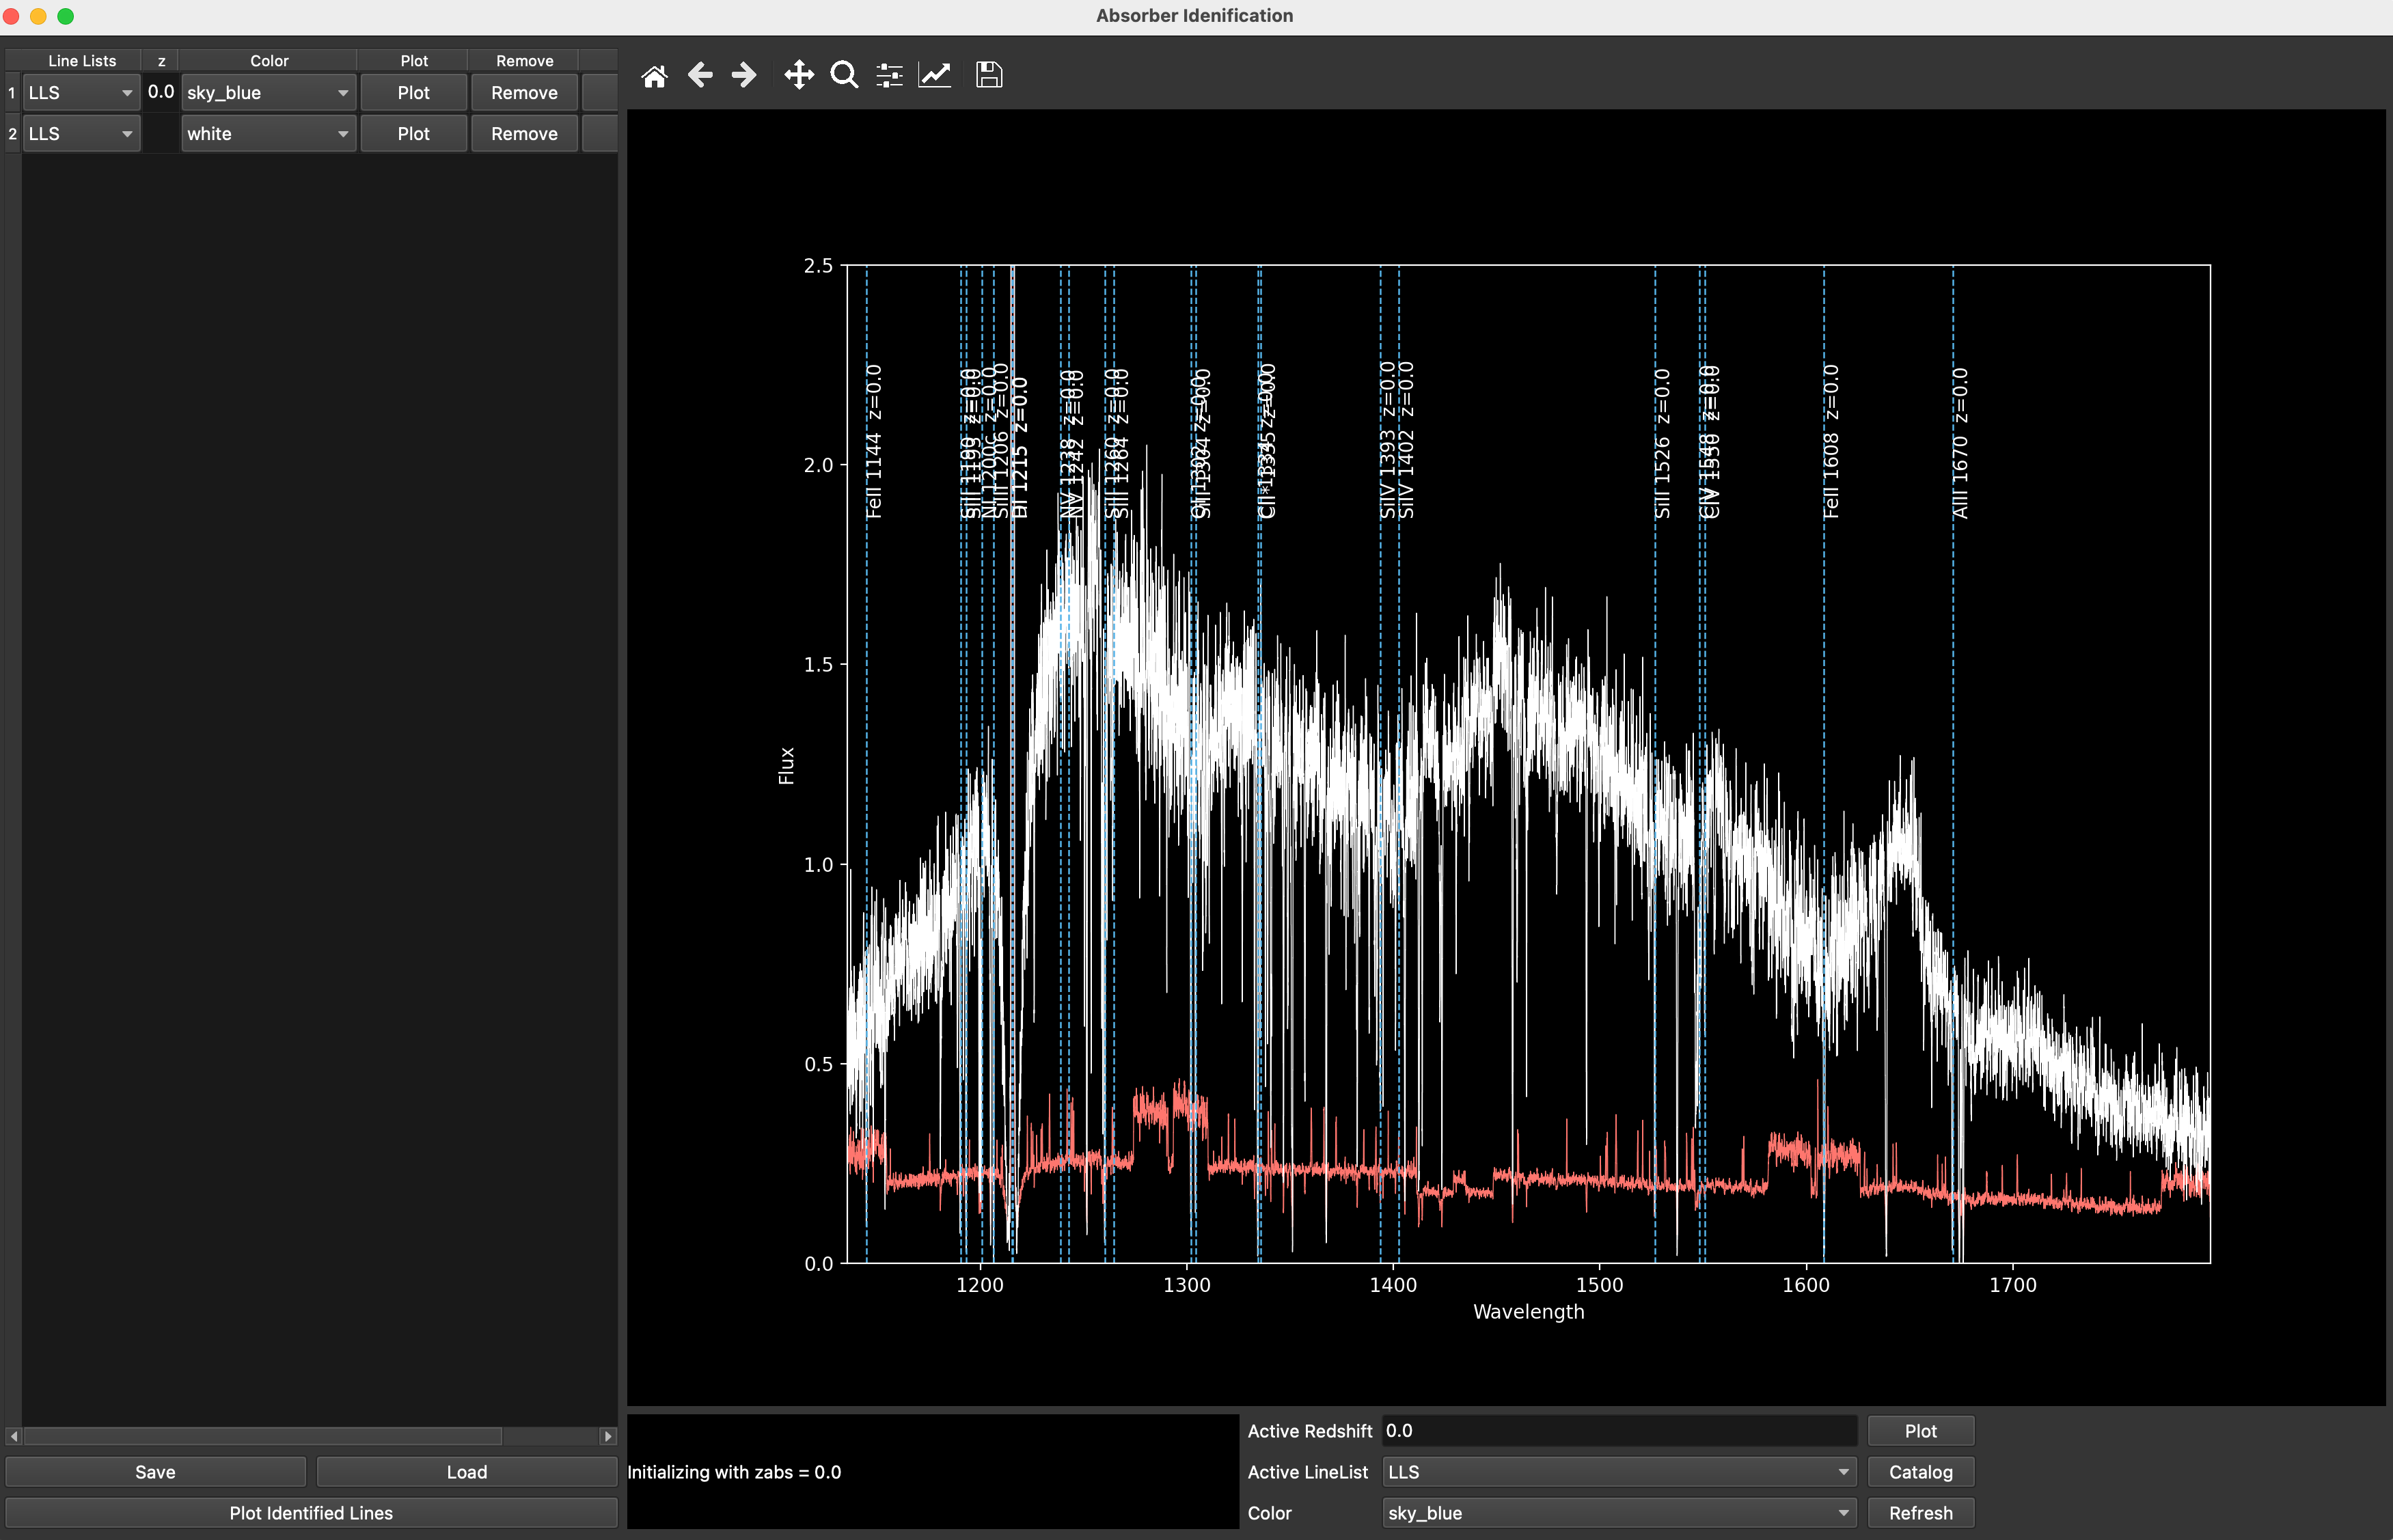 Absorber Idenification
Line Lists z Color Plot Remove
1 LLS 0.0 sky_blue Plot Remove
2 LLS white Plot Remove
2.5
2.0
1.5
1.0
0.5
0.0
Flux
FeII 1144 z=0.0
SiII 1190 z=0.0
SiII 1193 z=0.0
NI 1200c z=0.0
SiII 1206 z=0.0
1215 z=0.0
NV 1238 z=0.0
NV 1242 z=0.0
SiII 1260 z=0.0
SiII 1264 z=0.0
OI 1302 z=0.0
SiII 1304 z=0.0
CII 1334 z=0.0
CII* 1335 z=0.0
SiIV 1393 z=0.0
SiIV 1402 z=0.0
SiII 1526 z=0.0
CIV 1548 z=0.0
CIV 1550 z=0.0
FeII 1608 z=0.0
AlII 1670 z=0.0
1200 1300 1400 1500 1600 1700
Wavelength
Save Load
Plot Identified Lines
Initializing with zabs = 0.0
Active Redshift 0.0 Plot
Active LineList LLS Catalog
Color sky_blue Refresh